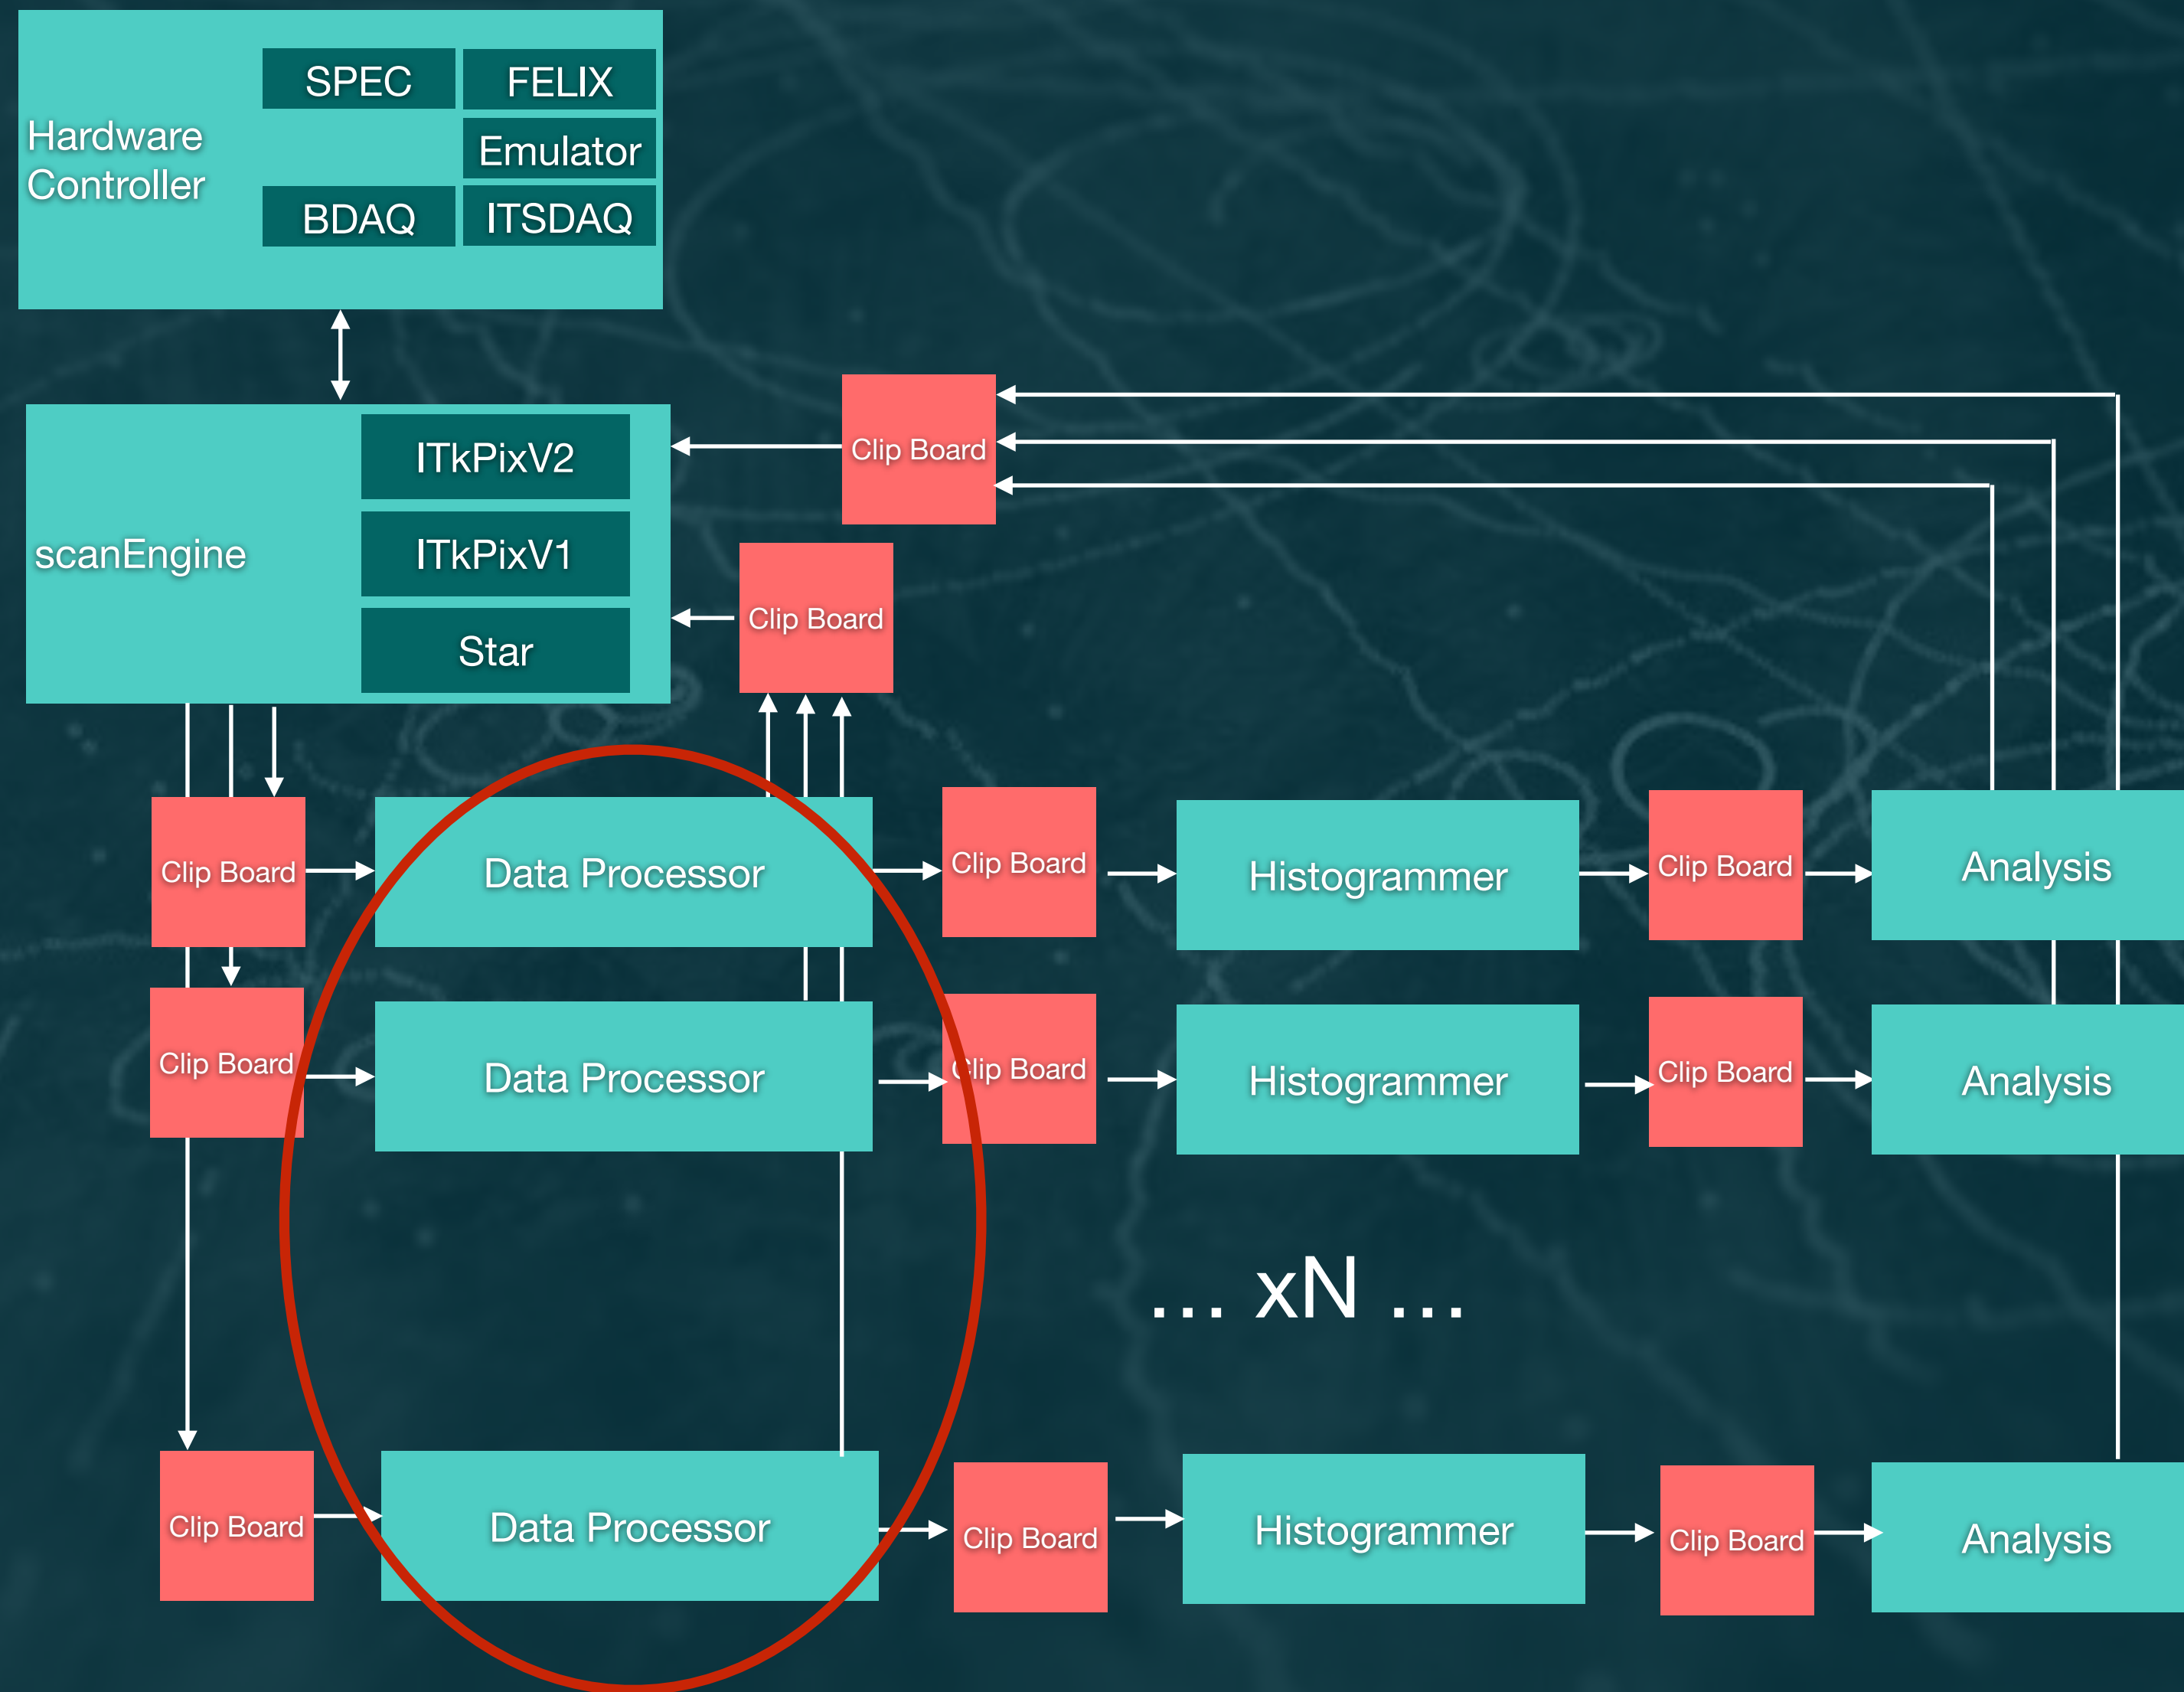 SPEC
FELIX
Hardware
Controller
Emulator
BDAQ
ITSDAQ
scanEngine
ITkPixV2
ITkPixV1
Star
Clip Board
Clip Board
Clip Board
Data Processor
Clip Board
Histogrammer
Clip Board
Analysis
Clip Board
Data Processor
Clip Board
Histogrammer
Clip Board
Analysis
... xN ...
Clip Board
Data Processor
Clip Board
Histogrammer
Clip Board
Analysis